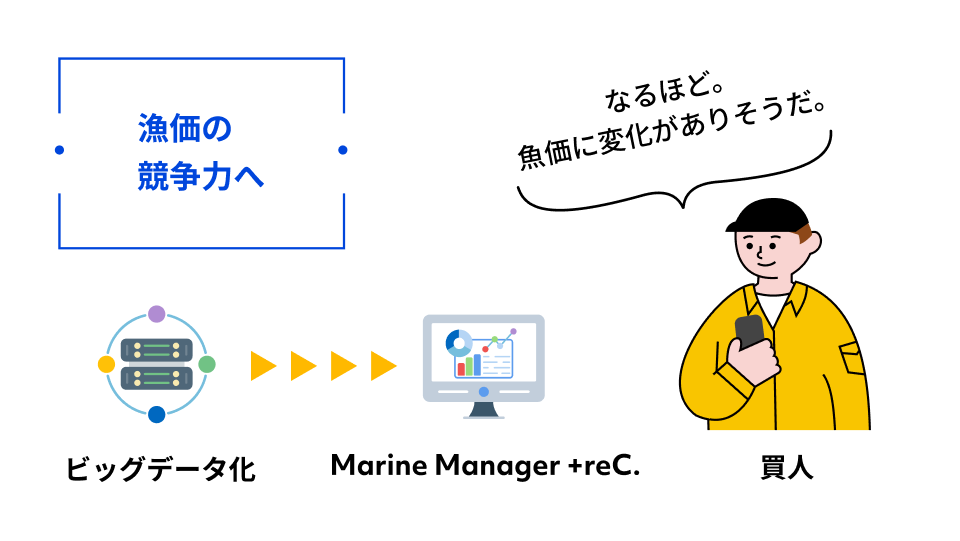 漁価の
競争力へ
なるほど。
魚価に変化がありそうだ。
ビッグデータ化
Marine Manager +reC.
買人